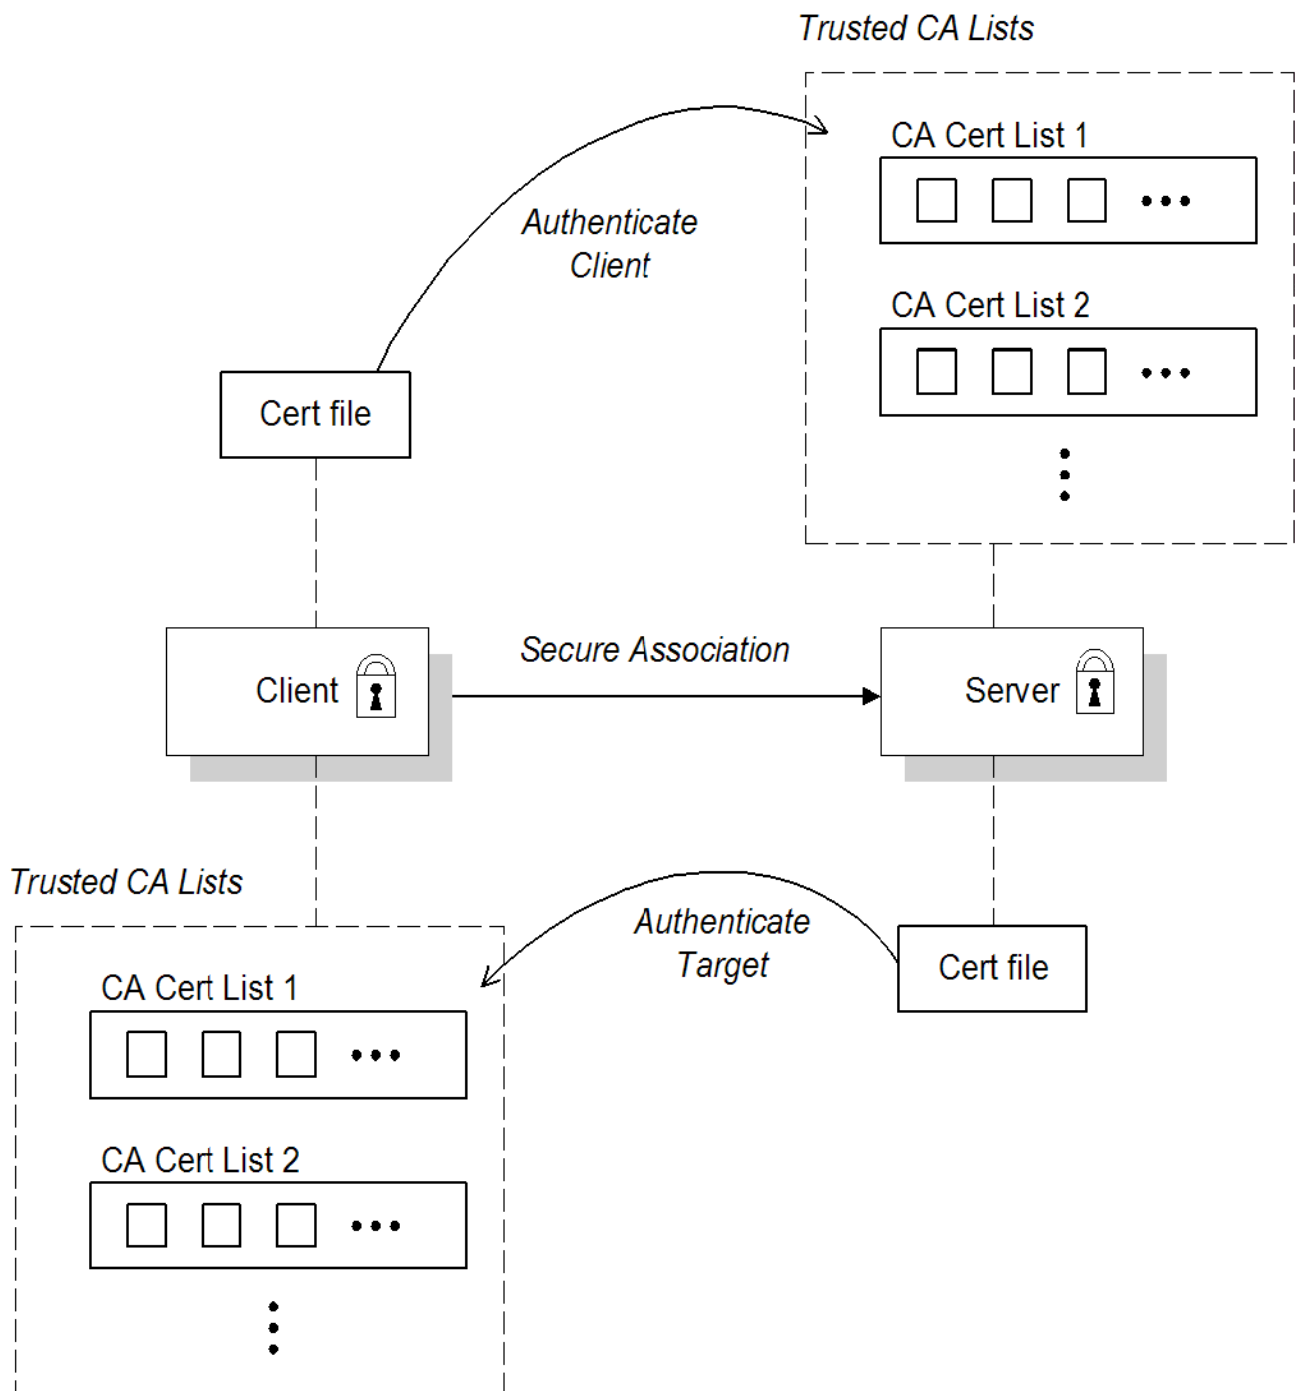 Trusted CA Lists
CA Cert List 1
Authenticate
Client
CA Cert List 2
Cert file
Secure Association
Client
Server
Trusted CA Lists
Authenticate
Target
Cert file
CA Cert List 1
CA Cert List 2